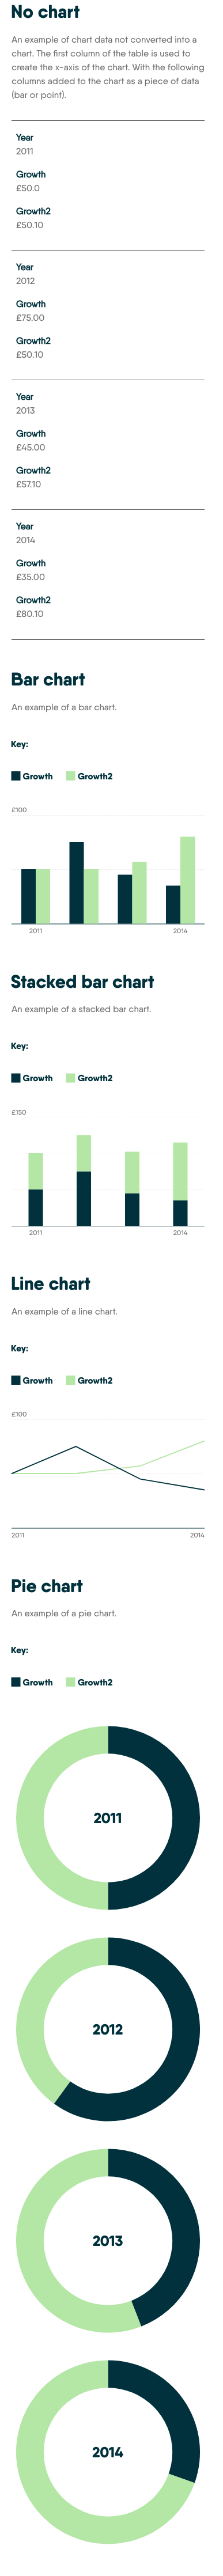 No chart
An example of chart data not converted into a
chart. The first column of the table is used to
create the x-axis of the chart. With the following
columns added to the chart as a piece of data
(bar or point).
Year
2011
Growth
£50.0
Growth2
£50.10
Year
2012
Growth
£75.00
Growth2
£50.10
Year
2013
Growth
£45.00
Growth2
£57.10
Year
2014
Growth
£35.00
Growth2
£80.10
Bar chart
An example of a bar chart.
Key:
Growth Growth2
£100
2011 2014
Stacked bar chart
An example of a stacked bar chart.
Key:
Growth Growth2
£150
2011 2014
Line chart
An example of a line chart.
Key:
Growth Growth2
£100
2011 2014
Pie chart
An example of a pie chart.
Key:
Growth Growth2
2011
2012
2013
2014